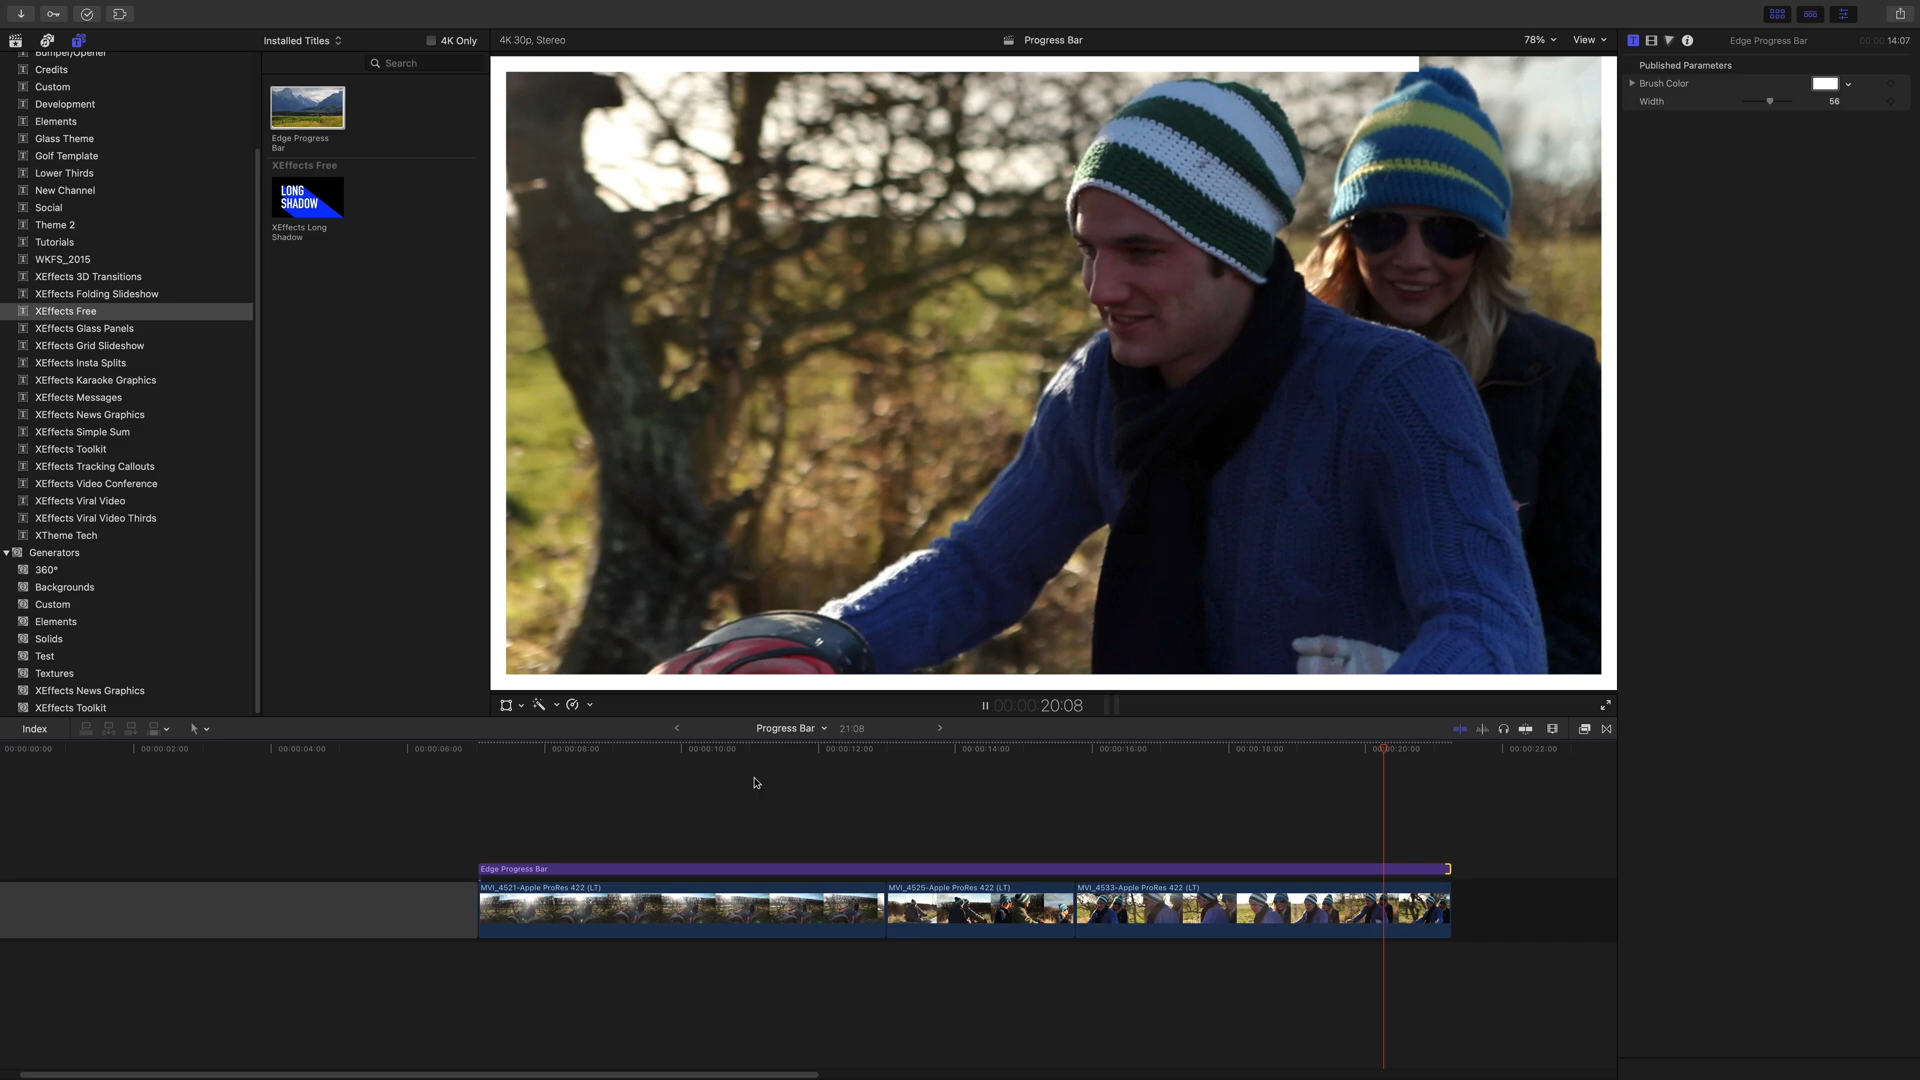 Installed Titles
4K Only
4K 30p, Stereo
Progress Bar
78%
View
Edge Progress Bar
00:00:14:07
Bumper/Opener
Credits
Custom
Development
Elements
Glass Theme
Golf Template
Lower Thirds
New Channel
Social
Theme 2
Tutorials
WKFS_2015
XEffects 3D Transitions
XEffects Folding Slideshow
XEffects Free
XEffects Glass Panels
XEffects Grid Slideshow
XEffects Insta Splits
XEffects Karaoke Graphics
XEffects Messages
XEffects News Graphics
XEffects Simple Sum
XEffects Toolkit
XEffects Tracking Callouts
XEffects Video Conference
XEffects Viral Video
XEffects Viral Video Thirds
XTheme Tech
Generators
360°
Backgrounds
Custom
Elements
Solids
Test
Textures
XEffects News Graphics
XEffects Toolkit
Search
Edge Progress
Bar
XEffects Free
LONG
SHADOW
XEffects Long
Shadow
Published Parameters
Brush Color
Width
56
00:00:20:08
Index
Progress Bar
21:08
00:00:00:00
00:00:02:00
00:00:04:00
00:00:06:00
00:00:08:00
00:00:10:00
00:00:12:00
00:00:14:00
00:00:16:00
00:00:18:00
00:00:20:00
00:00:22:00
Edge Progress Bar
MVI_4521-Apple ProRes 422 (LT)
MVI_4525-Apple ProRes 422 (LT)
MVI_4533-Apple ProRes 422 (LT)